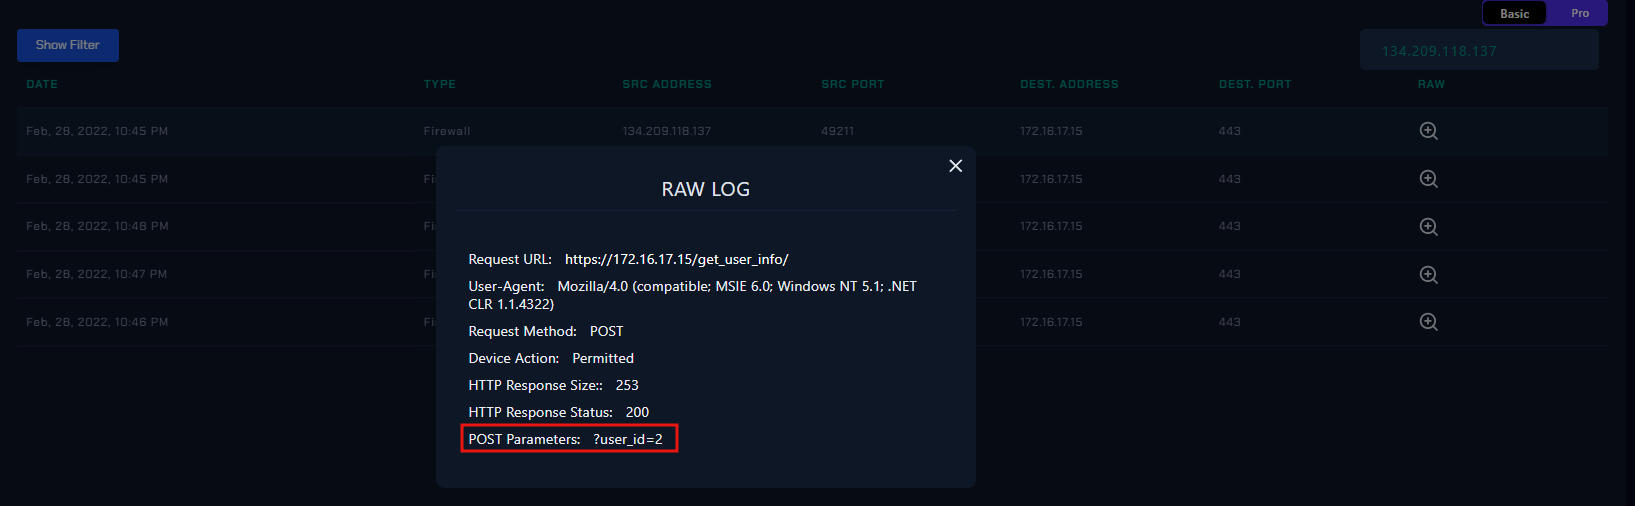 Basic Pro
Show Filter
134.209.118.137
DATE TYPE SRC ADDRESS SRC PORT DEST. ADDRESS DEST. PORT RAW
Feb, 28, 2022, 10:45 PM Firewall 134.209.118.137 49211 172.16.17.15 443
Feb, 28, 2022, 10:45 PM Fi 172.16.17.15 443
Feb, 28, 2022, 10:48 PM Fi 172.16.17.15 443
Feb, 28, 2022, 10:47 PM Fi 172.16.17.15 443
Feb, 28, 2022, 10:46 PM Fi 172.16.17.15 443
RAW LOG
Request URL: https://172.16.17.15/get_user_info/
User-Agent: Mozilla/4.0 (compatible; MSIE 6.0; Windows NT 5.1; .NET
CLR 1.1.4322)
Request Method: POST
Device Action: Permitted
HTTP Response Size:: 253
HTTP Response Status: 200
POST Parameters: ?user_id=2